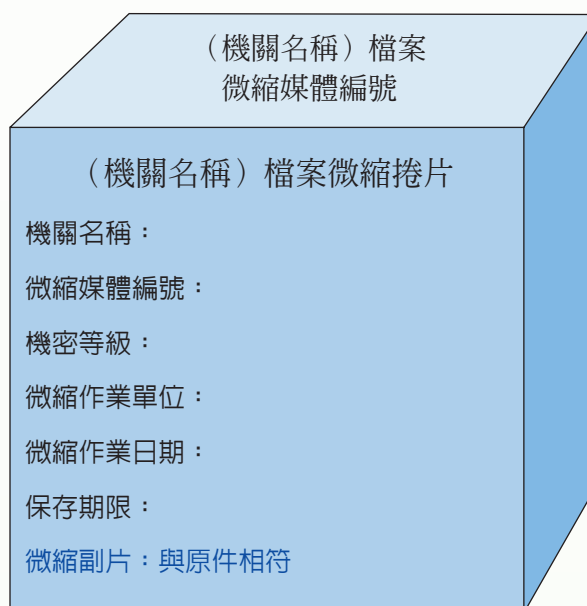 （機關名稱）檔案
微縮媒體編號
（機關名稱）檔案微縮捲片
機關名稱：
微縮媒體編號：
機密等級：
微縮作業單位：
微縮作業日期：
保存期限：
微縮副片：與原件相符